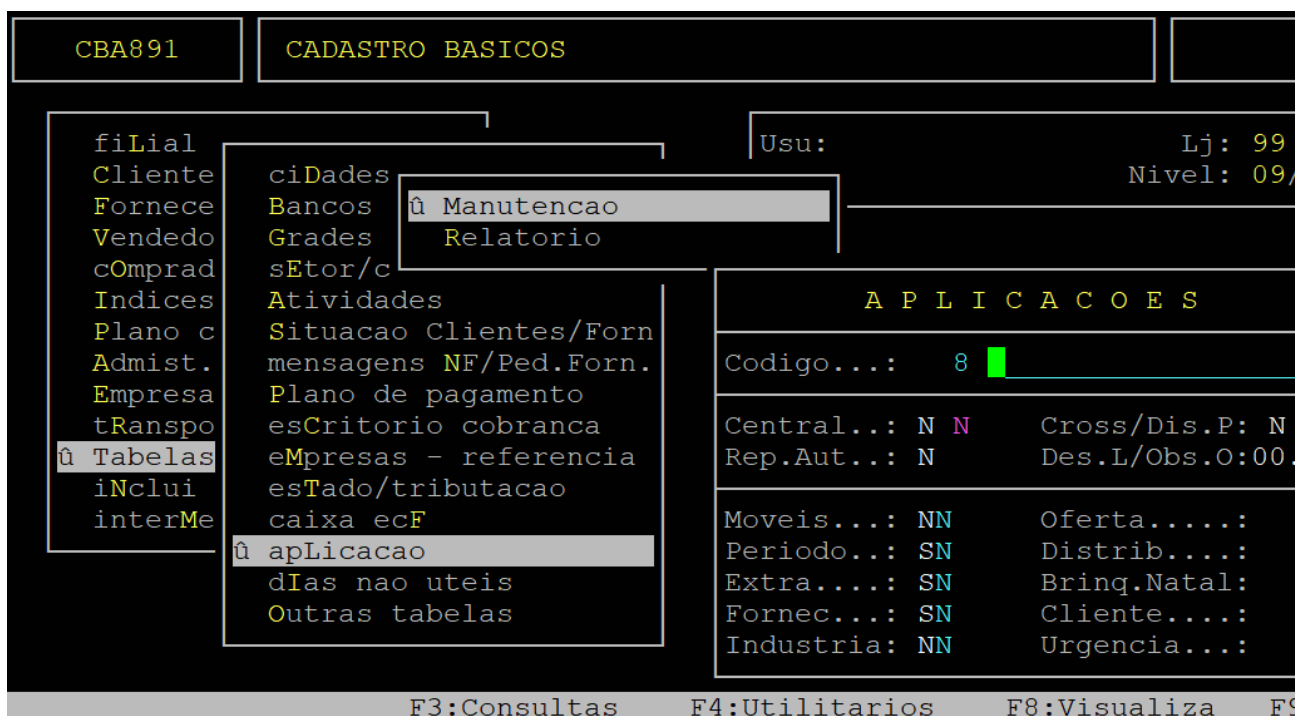 CBA891 CADASTRO BASICOS
fiLial Usu: Lj: 99
Cliente ciDades Nivel: 09/
Fornece Bancos û Manutencao
Vendedo Grades Relatorio
cOmprad sEtor/c
Indices Atividades A P L I C A C O E S
Plano c Situacao Clientes/Forn
Admist. mensagens NF/Ped.Forn. Codigo...: 8
Empresa Plano de pagamento
tRanspo esCritorio cobranca Central..: N N Cross/Dis.P: N
û Tabelas eMpresas - referencia Rep.Aut..: N Des.L/Obs.O:00.
iNclui esTado/tributacao
interMe caixa ecF Moveis...: NN Oferta.....:
û apLicacao Periodo..: SN Distrib....:
dIas nao uteis Extra....: SN Brinq.Natal:
Outras tabelas Fornec...: SN Cliente....:
Industria: NN Urgencia...:
F3:Consultas F4:Utilitarios F8:Visualiza F9